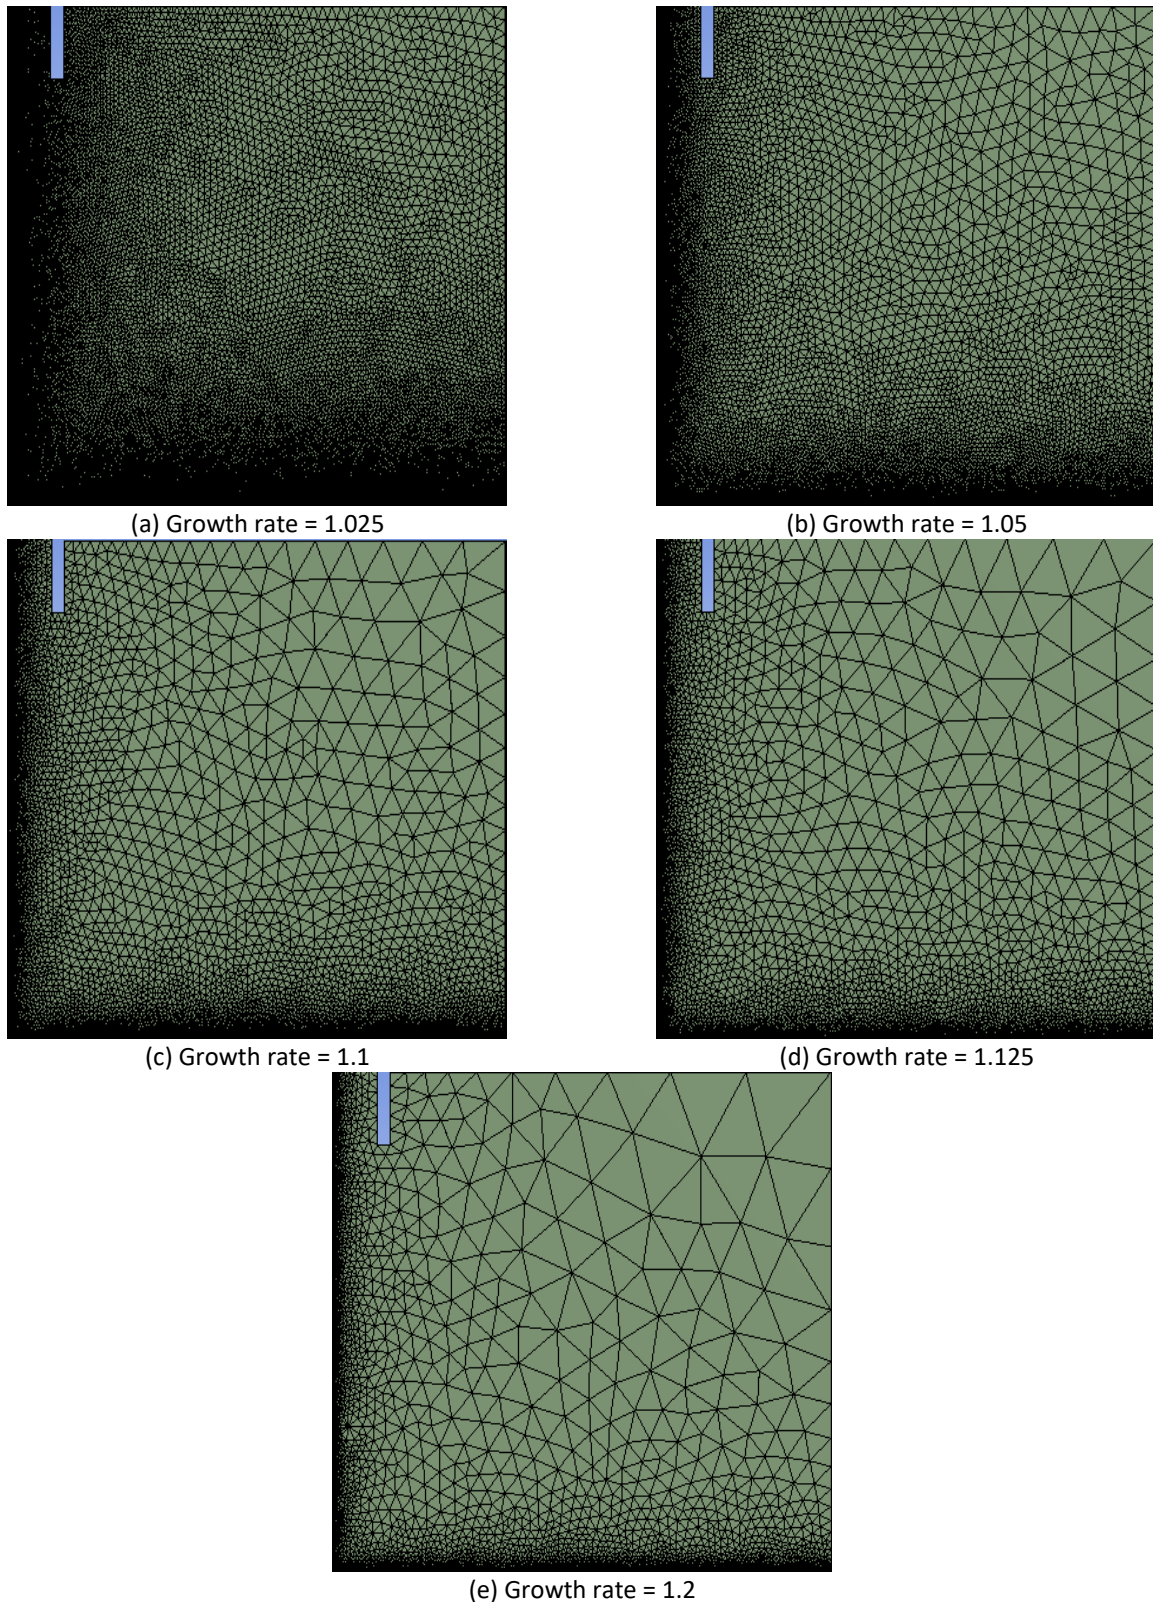 (a) Growth rate = 1.025
(b) Growth rate = 1.05
(c) Growth rate = 1.1
(d) Growth rate = 1.125
(e) Growth rate = 1.2